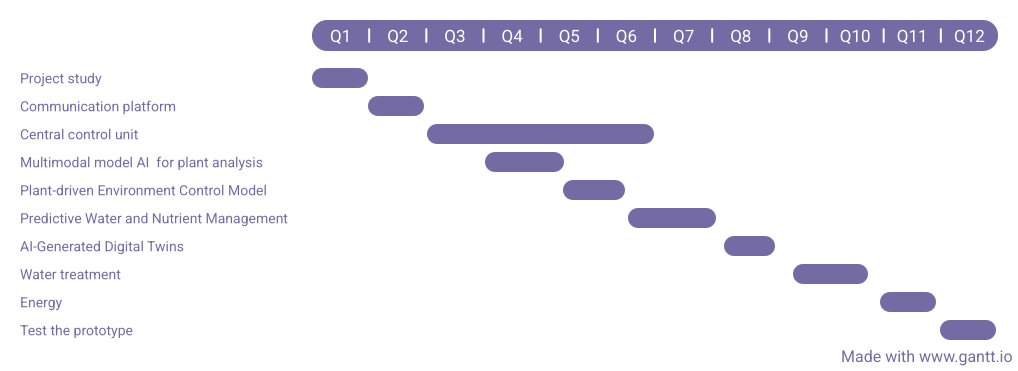 Q1 Q2 Q3 Q4 Q5 Q6 Q7 Q8 Q9 Q10 Q11 Q12
Project study
Communication platform
Central control unit
Multimodal model AI  for plant analysis
Plant-driven Environment Control Model
Predictive Water and Nutrient Management
AI-Generated Digital Twins
Water treatment
Energy
Test the prototype
Made with www.gantt.io